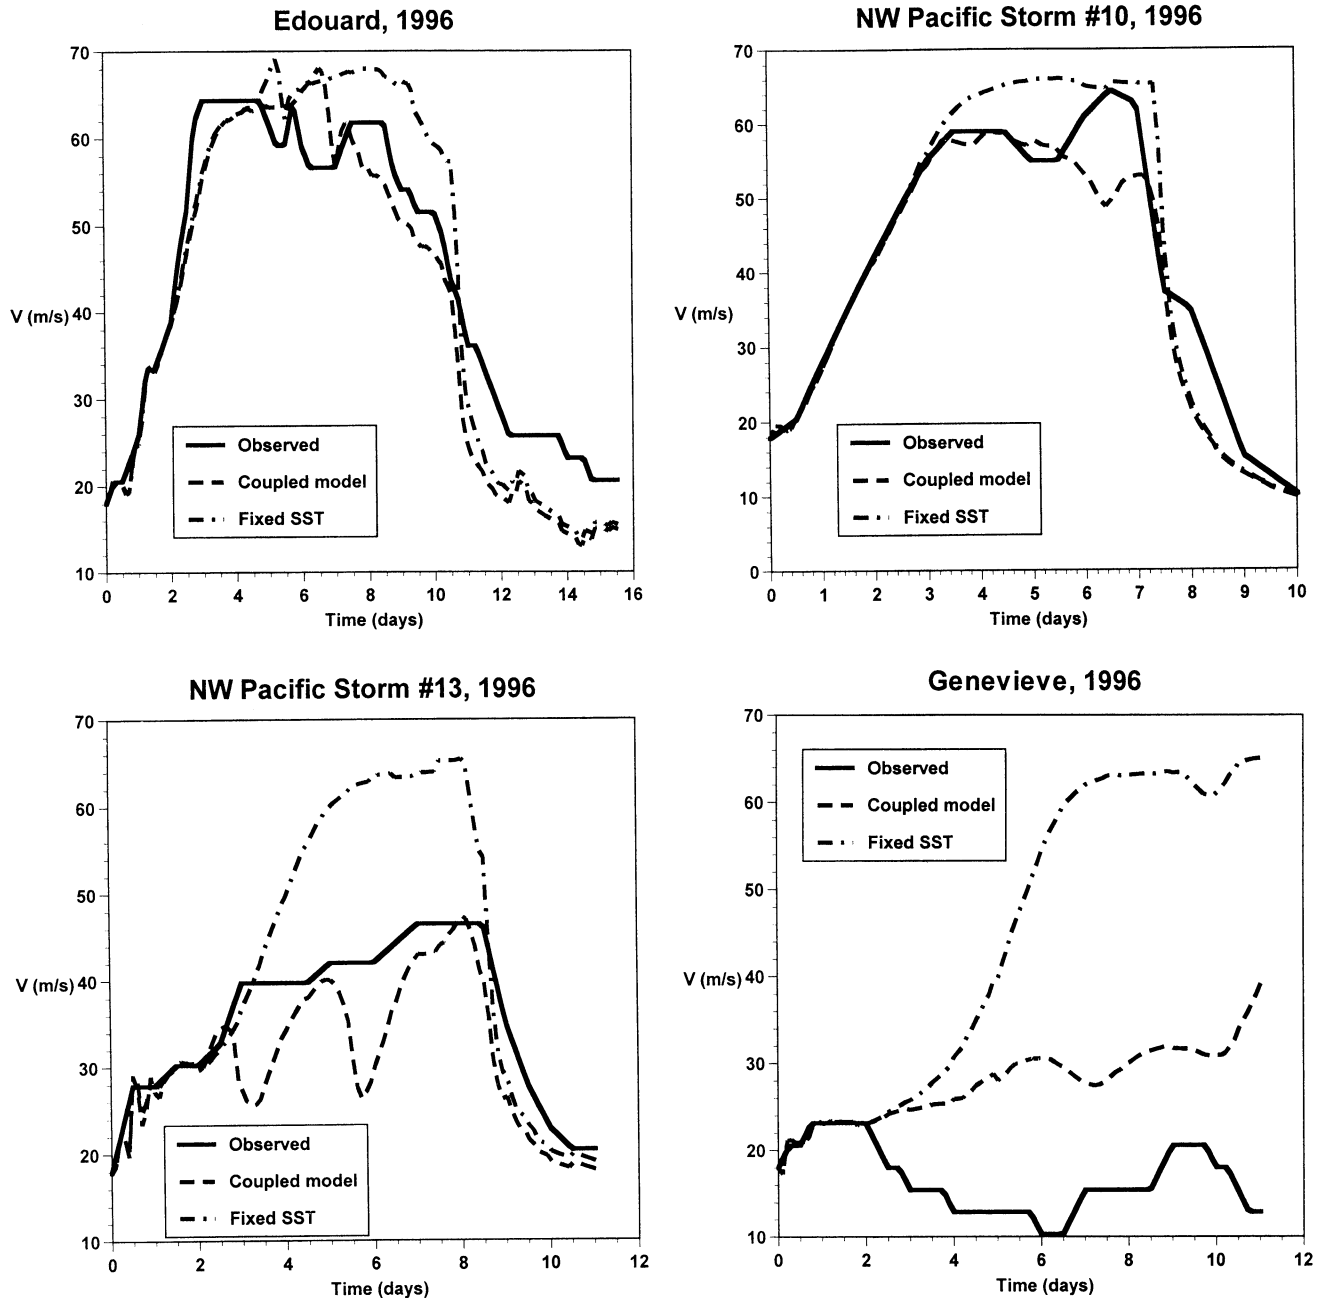 Edouard, 1996
70
60
50
V (m/s) 40
30
20
10
Observed
Coupled model
Fixed SST
0 2 4 6 8 10 12 14 16
Time (days)
NW Pacific Storm #10, 1996
70
60
50
40
V (m/s)
30
20
10
0
Observed
Coupled model
Fixed SST
0 1 2 3 4 5 6 7 8 9 10
Time (days)
NW Pacific Storm #13, 1996
70
60
50
V (m/s) 40
30
20
10
Observed
Coupled model
Fixed SST
0 2 4 6 8 10 12
Time (days)
Genevieve, 1996
70
60
50
V (m/s) 40
30
20
10
Observed
Coupled model
Fixed SST
0 2 4 6 8 10 12
Time (days)